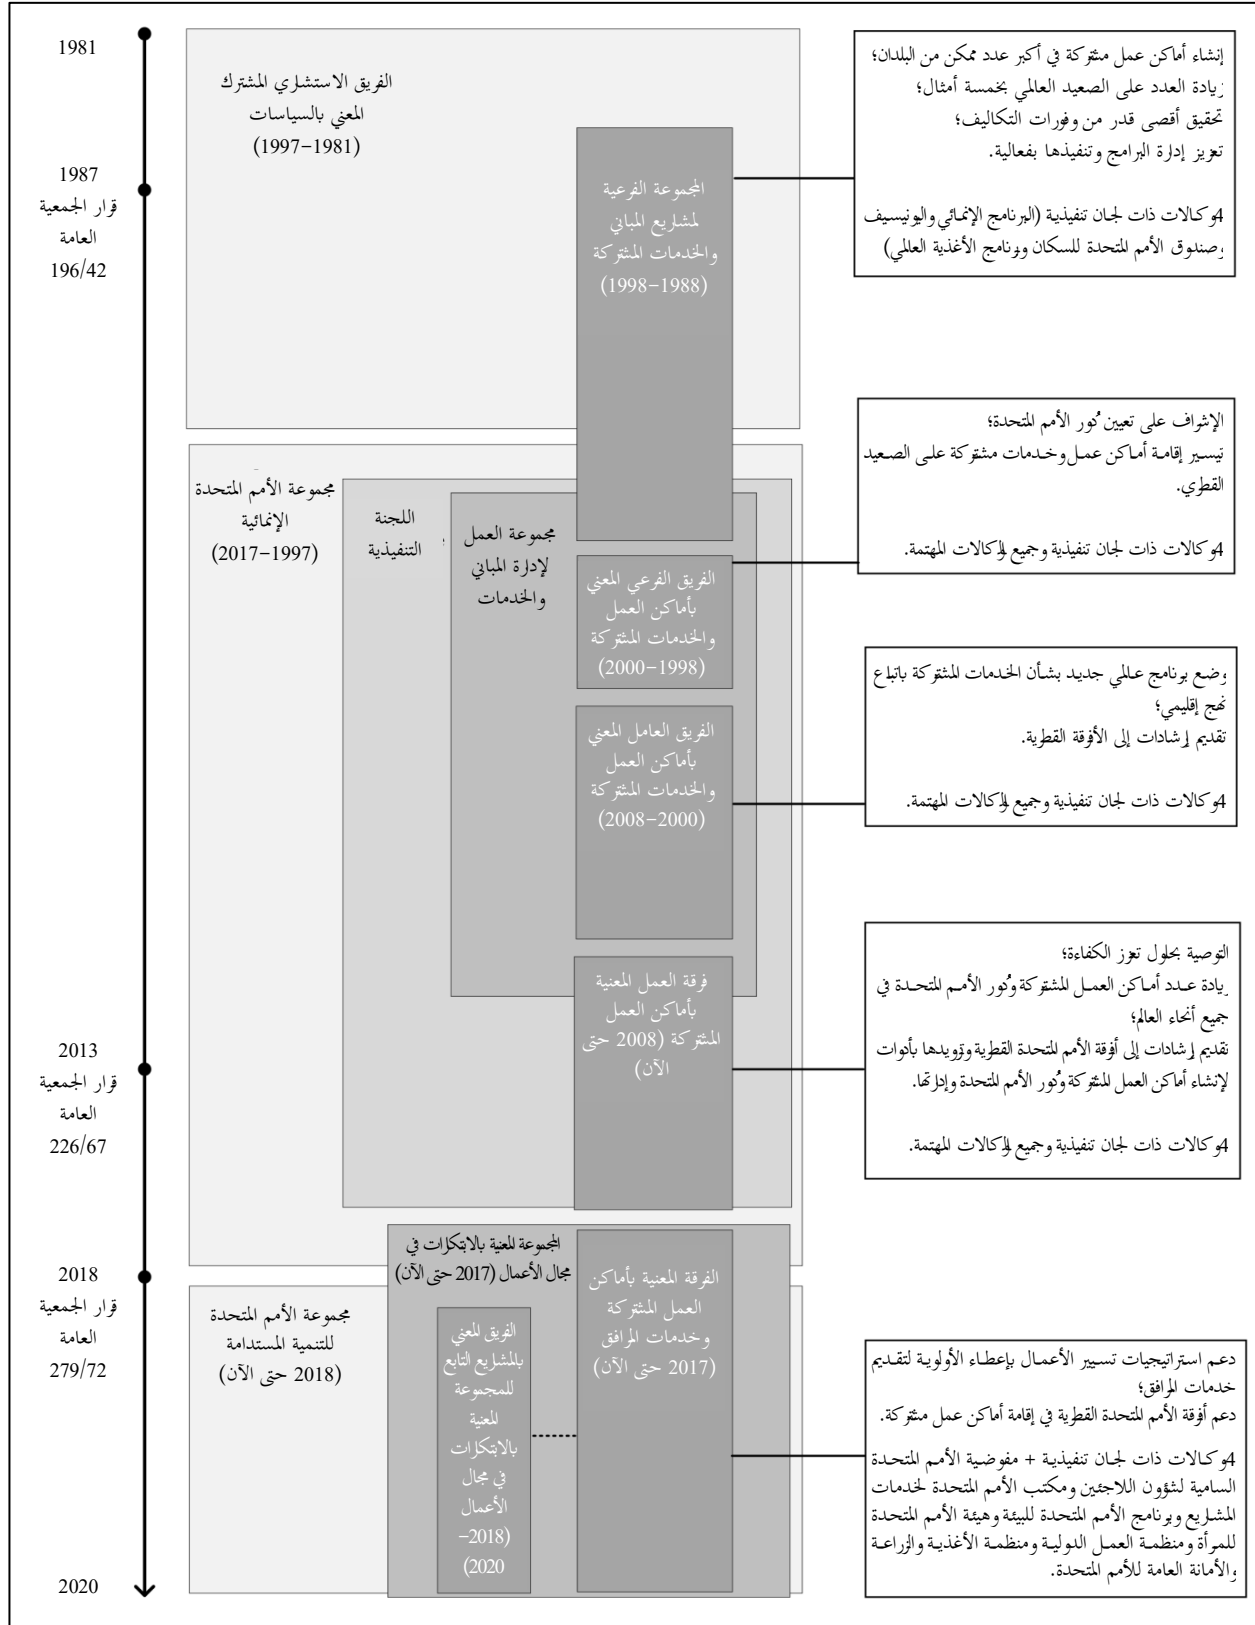 1981
1987
قرار الجمعية
العامة
196/42
2013
قرار الجمعية
العامة
226/67
2018
قرار الجمعية
العامة
279/72
2020
الفريق الاستشاري المشترك
المعني بالسياسات
(1981–1997)
المجموعة الفرعية
لمشاريع المباني
والخدمات المشتركة
(1988–1998)
مجموعة الأمم المتحدة
الإنمائية
(1997–2017)
اللجنة
التنفيذية
مجموعة العمل
لإدارة المباني
والخدمات
الفريق الفرعي المعني
بأماكن العمل
والخدمات المشتركة
(1998–2000)
الفريق العامل المعني
بأماكن العمل
والخدمات المشتركة
(2000–2008)
فرقة العمل المعنية
بأماكن العمل
المشتركة (2008 حتى
الآن)
المجموعة المعنية بالابتكارات في
مجال الأعمال (2017 حتى الآن)
الفرقة المعنية بأماكن
العمل المشتركة
وخدمات المرافق
(2017 حتى الآن)
مجموعة الأمم المتحدة
للتنمية المستدامة
(2018 حتى الآن)
الفريق المعني
بالمشاريع التابع
للمجموعة
المعنية
بالابتكارات
في مجال
الأعمال
(2018–
2020)
إنشاء أماكن عمل مشتركة في أكبر عدد ممكن من البلدان؛
زيادة العدد على الصعيد العالمي بخمسة أمثال؛
تحقيق أقصى قدر من وفورات التكاليف؛
تعزيز إدارة البرامج وتنفيذها بفعالية.
4 وكالات ذات لجان تنفيذية (البرنامج الإنمائي واليونيسيف
وصندوق الأمم المتحدة للسكان وبرنامج الأغذية العالمي)
الإشراف على تعيين دُور الأمم المتحدة؛
تيسير إقامة أماكن عمل وخدمات مشتركة على الصعيد
القطري.
4 وكالات ذات لجان تنفيذية وجميع الوكالات المهتمة.
وضع برنامج عالمي جديد بشأن الخدمات المشتركة باتباع
نهج إقليمي؛
تقديم إرشادات إلى الأفرقة القطرية.
4 وكالات ذات لجان تنفيذية وجميع الوكالات المهتمة.
التوصية بحلول تعزز الكفاءة؛
زيادة عدد أماكن العمل المشتركة ودُور الأمم المتحدة في
جميع أنحاء العالم؛
تقديم إرشادات إلى أفرقة الأمم المتحدة القطرية وتزويدها بأدوات
لإنشاء أماكن العمل المشتركة ودُور الأمم المتحدة وإدارتها.
4 وكالات ذات لجان تنفيذية وجميع الوكالات المهتمة.
دعم استراتيجيات تسيير الأعمال بإعطاء الأولوية لتقديم
خدمات المرافق؛
دعم أفرقة الأمم المتحدة القطرية في إقامة أماكن عمل مشتركة.
4 وكالات ذات لجان تنفيذية + مفوضية الأمم المتحدة
السامية لشؤون اللاجئين ومكتب الأمم المتحدة لخدمات
المشاريع وبرنامج الأمم المتحدة للبيئة وهيئة الأمم المتحدة
للمرأة ومنظمة العمل الدولية ومنظمة الأغذية والزراعة
والأمانة العامة للأمم المتحدة.